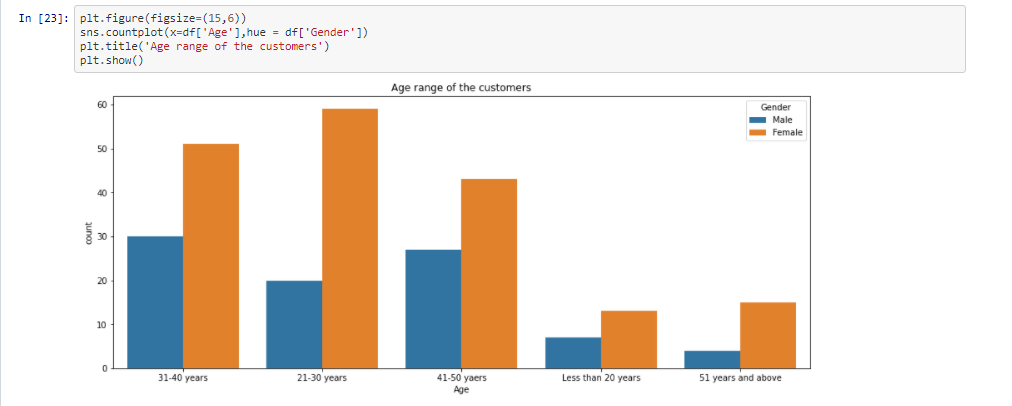 In [23]: plt.figure(figsize=(15,6))
sns.countplot(x=df['Age'],hue = df['Gender'])
plt.title('Age range of the customers')
plt.show()
Age range of the customers
60
50
40
30
20
10
0
count
Gender
Male
Female
31-40 years
21-30 years
41-50 yaers
Less than 20 years
51 years and above
Age